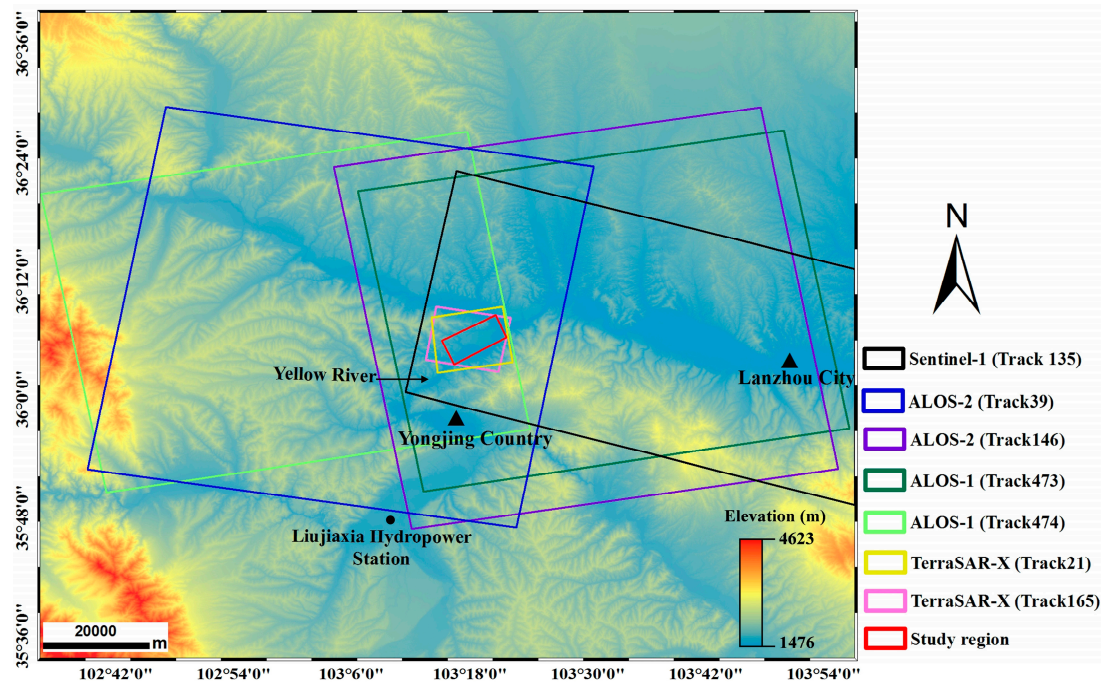 36°36'0''
36°24'0''
36°12'0''
36°0'0''
35°48'0''
35°36'0''
Yellow River
Yongjing Country
Lanzhou City
Liujiaxia Hydropower
Station
Elevation (m)
4623
1476
20000
m
102°42'0''
102°54'0''
103°6'0''
103°18'0''
103°30'0''
103°42'0''
103°54'0''
N
Sentinel-1 (Track 135)
ALOS-2 (Track39)
ALOS-2 (Track146)
ALOS-1 (Track473)
ALOS-1 (Track474)
TerraSAR-X (Track21)
TerraSAR-X (Track165)
Study region